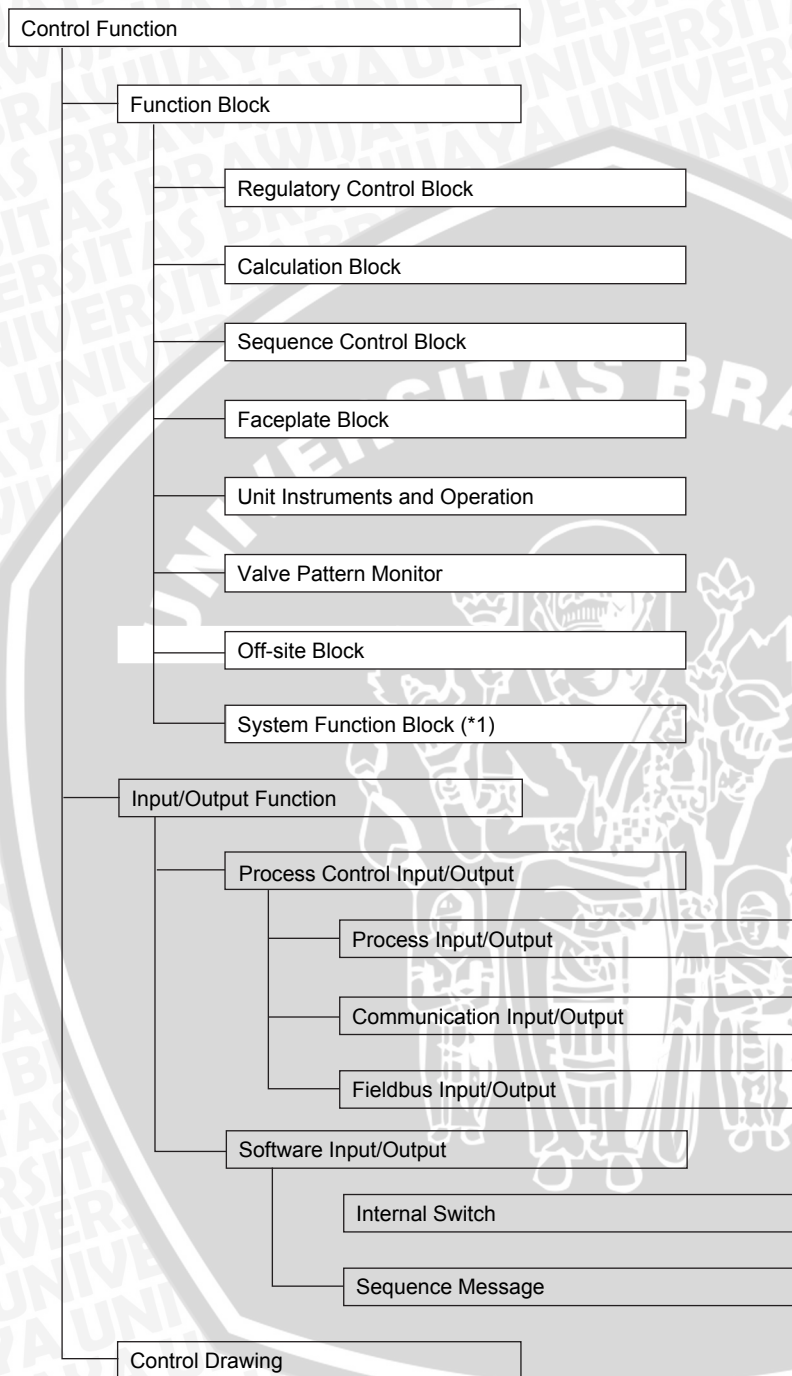 Control Function
Function Block
Regulatory Control Block
Calculation Block
Sequence Control Block
Faceplate Block
Unit Instruments and Operation
Valve Pattern Monitor
Off-site Block
System Function Block (*1)
Input/Output Function
Process Control Input/Output
Process Input/Output
Communication Input/Output
Fieldbus Input/Output
Software Input/Output
Internal Switch
Sequence Message
Control Drawing
UNIVERSITAS BRA